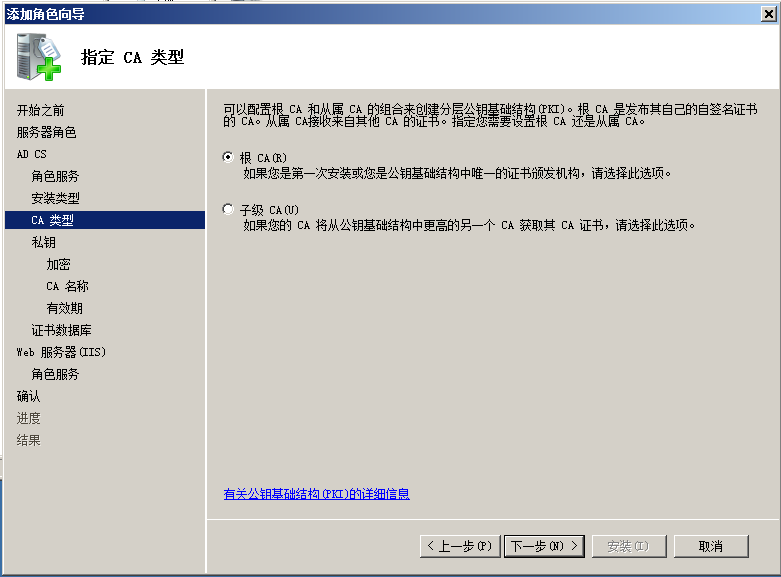 添加角色向导
指定 CA 类型
开始之前
服务器角色
AD CS
角色服务
安装类型
CA 类型
私钥
加密
CA 名称
有效期
证书数据库
Web 服务器(IIS)
角色服务
确认
进度
结果
可以配置根 CA 和从属 CA 的组合来创建分层公钥基础结构(PKI)。根 CA 是发布其自己的自签名证书
的 CA。从属 CA接收来自其他 CA 的证书。指定您需要设置根 CA 还是从属 CA。
根 CA(R)
如果您是第一次安装或您是公钥基础结构中唯一的证书颁发机构，请选择此选项。
子级 CA(U)
如果您的 CA 将从公钥基础结构中更高的另一个 CA 获取其 CA 证书，请选择此选项。
有关公钥基础结构(PKI)的详细信息
< 上一步(P)
下一步(N) >
安装(I)
取消